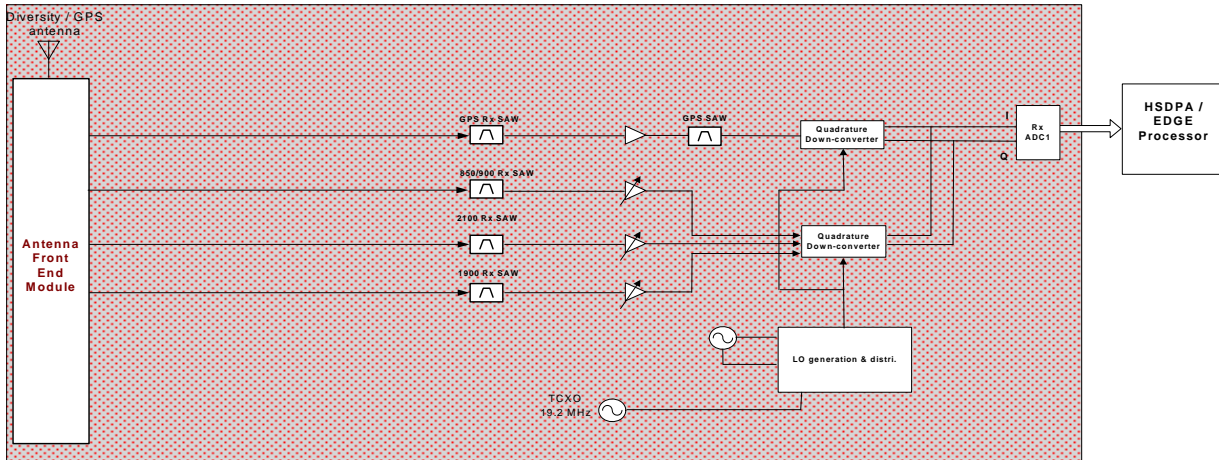 Diversity / GPS
antenna
Antenna
Front
End
Module
GPS Rx SAW
GPS SAW
850/900 Rx SAW
2100 Rx SAW
1900 Rx SAW
Quadrature
Down-converter
Quadrature
Down-converter
I
Q
Rx
ADC1
HSDPA /
EDGE
Processor
LO generation & distri.
TCXO
19.2 MHz